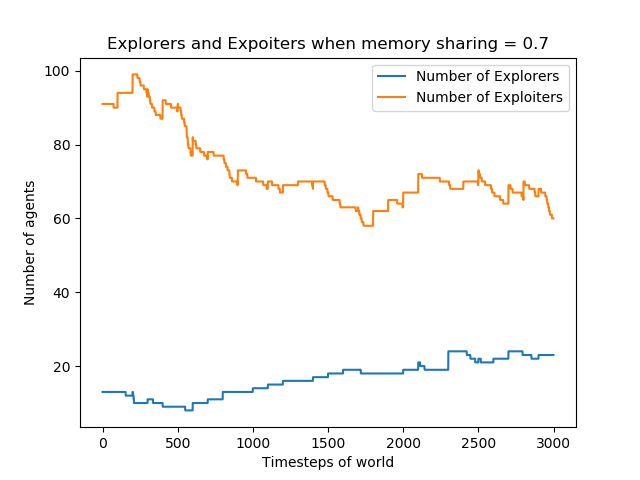 Explorers and Expoiters when memory sharing = 0.7
Number of Explorers
Number of Exploiters
100
80
60
40
20
Number of agents
0 500 1000 1500 2000 2500 3000
Timesteps of world